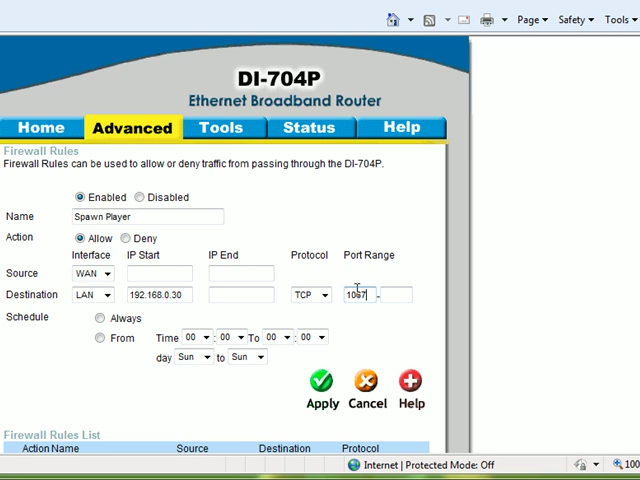 Page Safety Tools
DI-704P
Ethernet Broadband Router
Home Advanced Tools Status Help
Firewall Rules
Firewall Rules can be used to allow or deny traffic from passing through the DI-704P.
Enabled Disabled
Name Spawn Player
Action Allow Deny
Interface IP Start IP End Protocol Port Range
Source WAN
Destination LAN 192.168.0.30 TCP 1067 -
Schedule Always
From Time 00 : 00 To 00 : 00
day Sun to Sun
Apply Cancel Help
Firewall Rules List
Action Name Source Destination Protocol
Internet | Protected Mode: Off 100